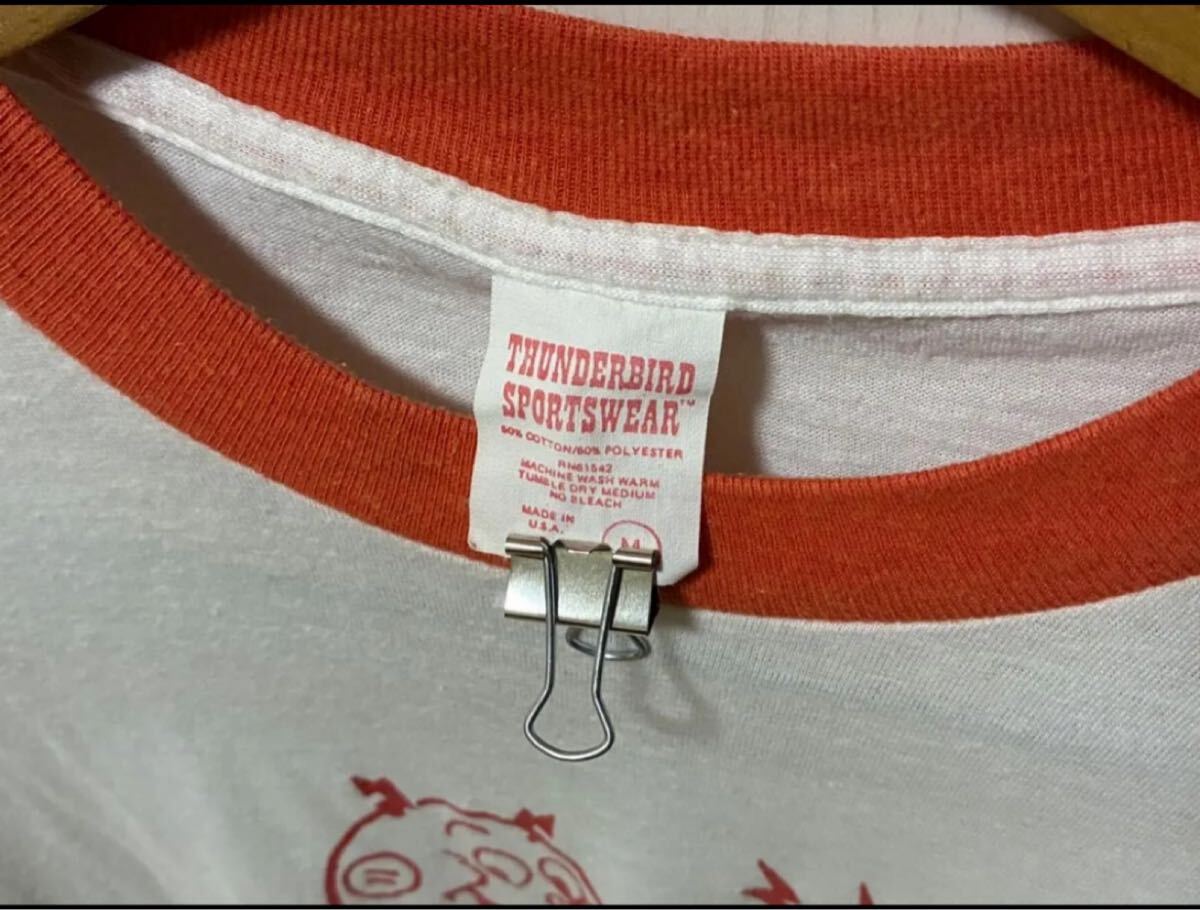 THUNDERBIRD
SPORTSWEAR™
50% COTTON/50% POLYESTER
RN61542
MACHINE WASH WARM
TUMBLE DRY MEDIUM
NO BLEACH
MADE IN
U.S.A.
M